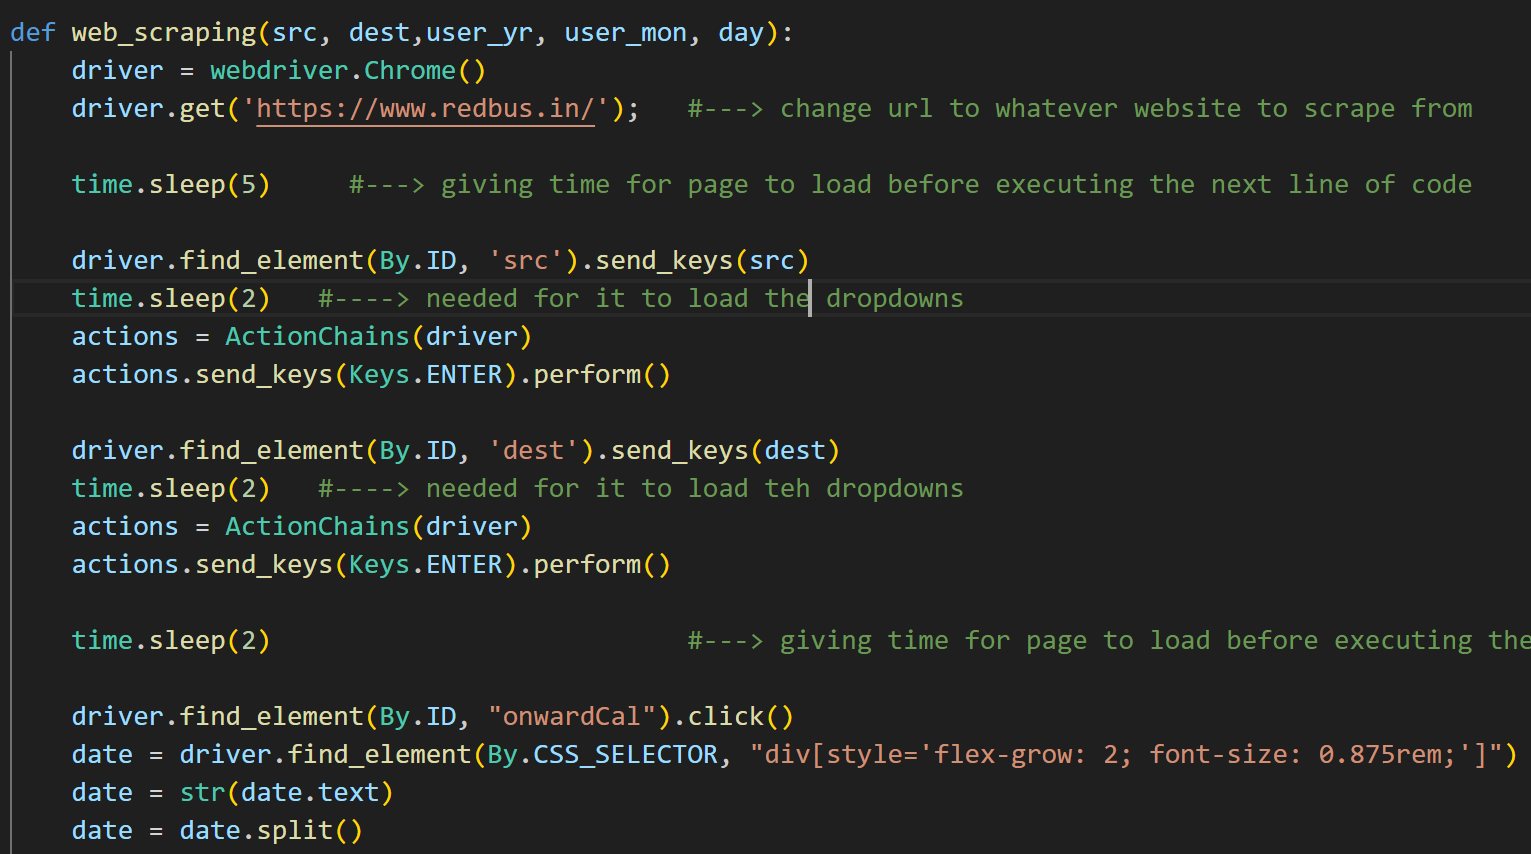 def web_scraping(src, dest,user_yr, user_mon, day):
    driver = webdriver.Chrome()
    driver.get('https://www.redbus.in/');   #---> change url to whatever website to scrape from

    time.sleep(5)     #---> giving time for page to load before executing the next line of code

    driver.find_element(By.ID, 'src').send_keys(src)
    time.sleep(2)   #----> needed for it to load the dropdowns
    actions = ActionChains(driver)
    actions.send_keys(Keys.ENTER).perform()

    driver.find_element(By.ID, 'dest').send_keys(dest)
    time.sleep(2)   #----> needed for it to load teh dropdowns
    actions = ActionChains(driver)
    actions.send_keys(Keys.ENTER).perform()

    time.sleep(2)                           #---> giving time for page to load before executing the

    driver.find_element(By.ID, "onwardCal").click()
    date = driver.find_element(By.CSS_SELECTOR, "div[style='flex-grow: 2; font-size: 0.875rem;']")
    date = str(date.text)
    date = date.split()